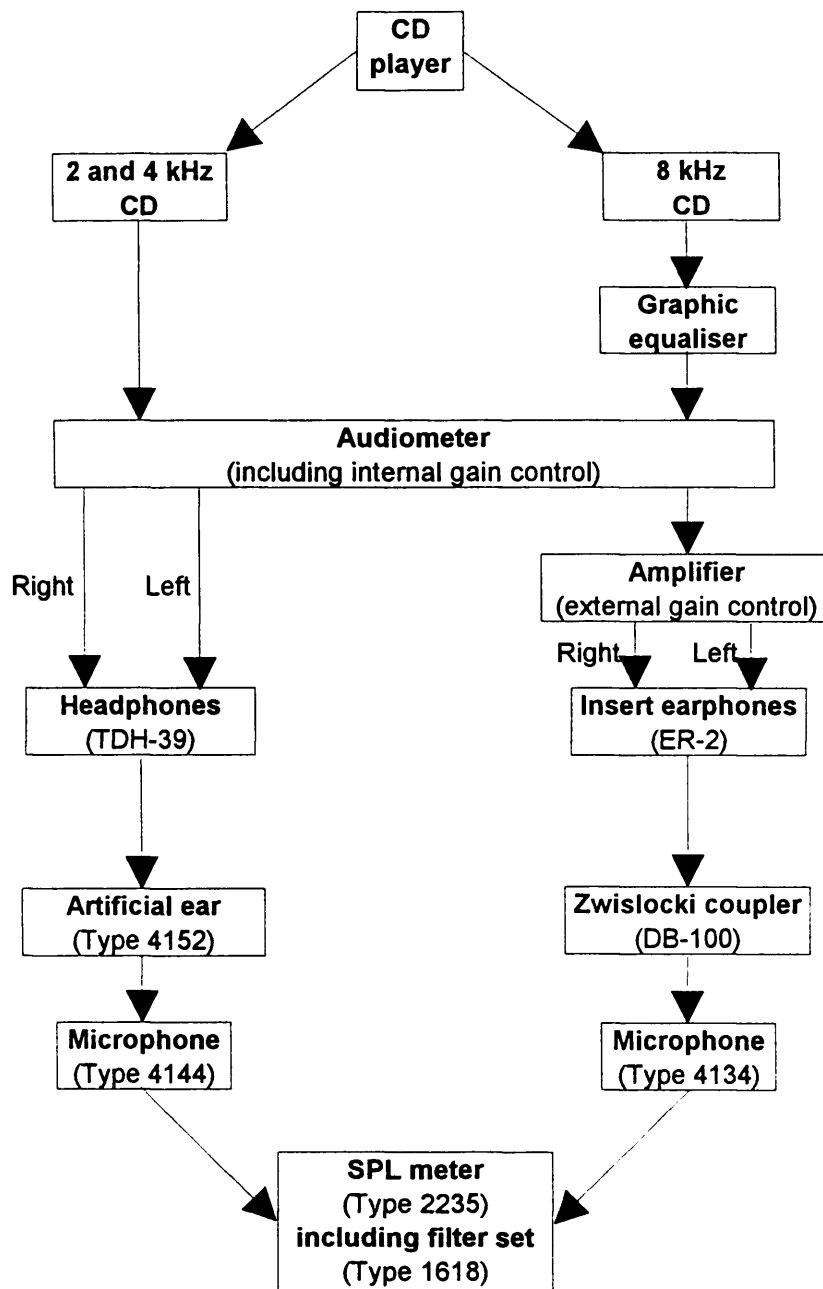 CD
player
2 and 4 kHz
CD
8 kHz
CD
Graphic
equaliser
Audiometer
(including internal gain control)
Right
Left
Amplifier
(external gain control)
Right
Left
Headphones
(TDH-39)
Insert earphones
(ER-2)
Artificial ear
(Type 4152)
Zwislocki coupler
(DB-100)
Microphone
(Type 4144)
Microphone
(Type 4134)
SPL meter
(Type 2235)
including filter set
(Type 1618)